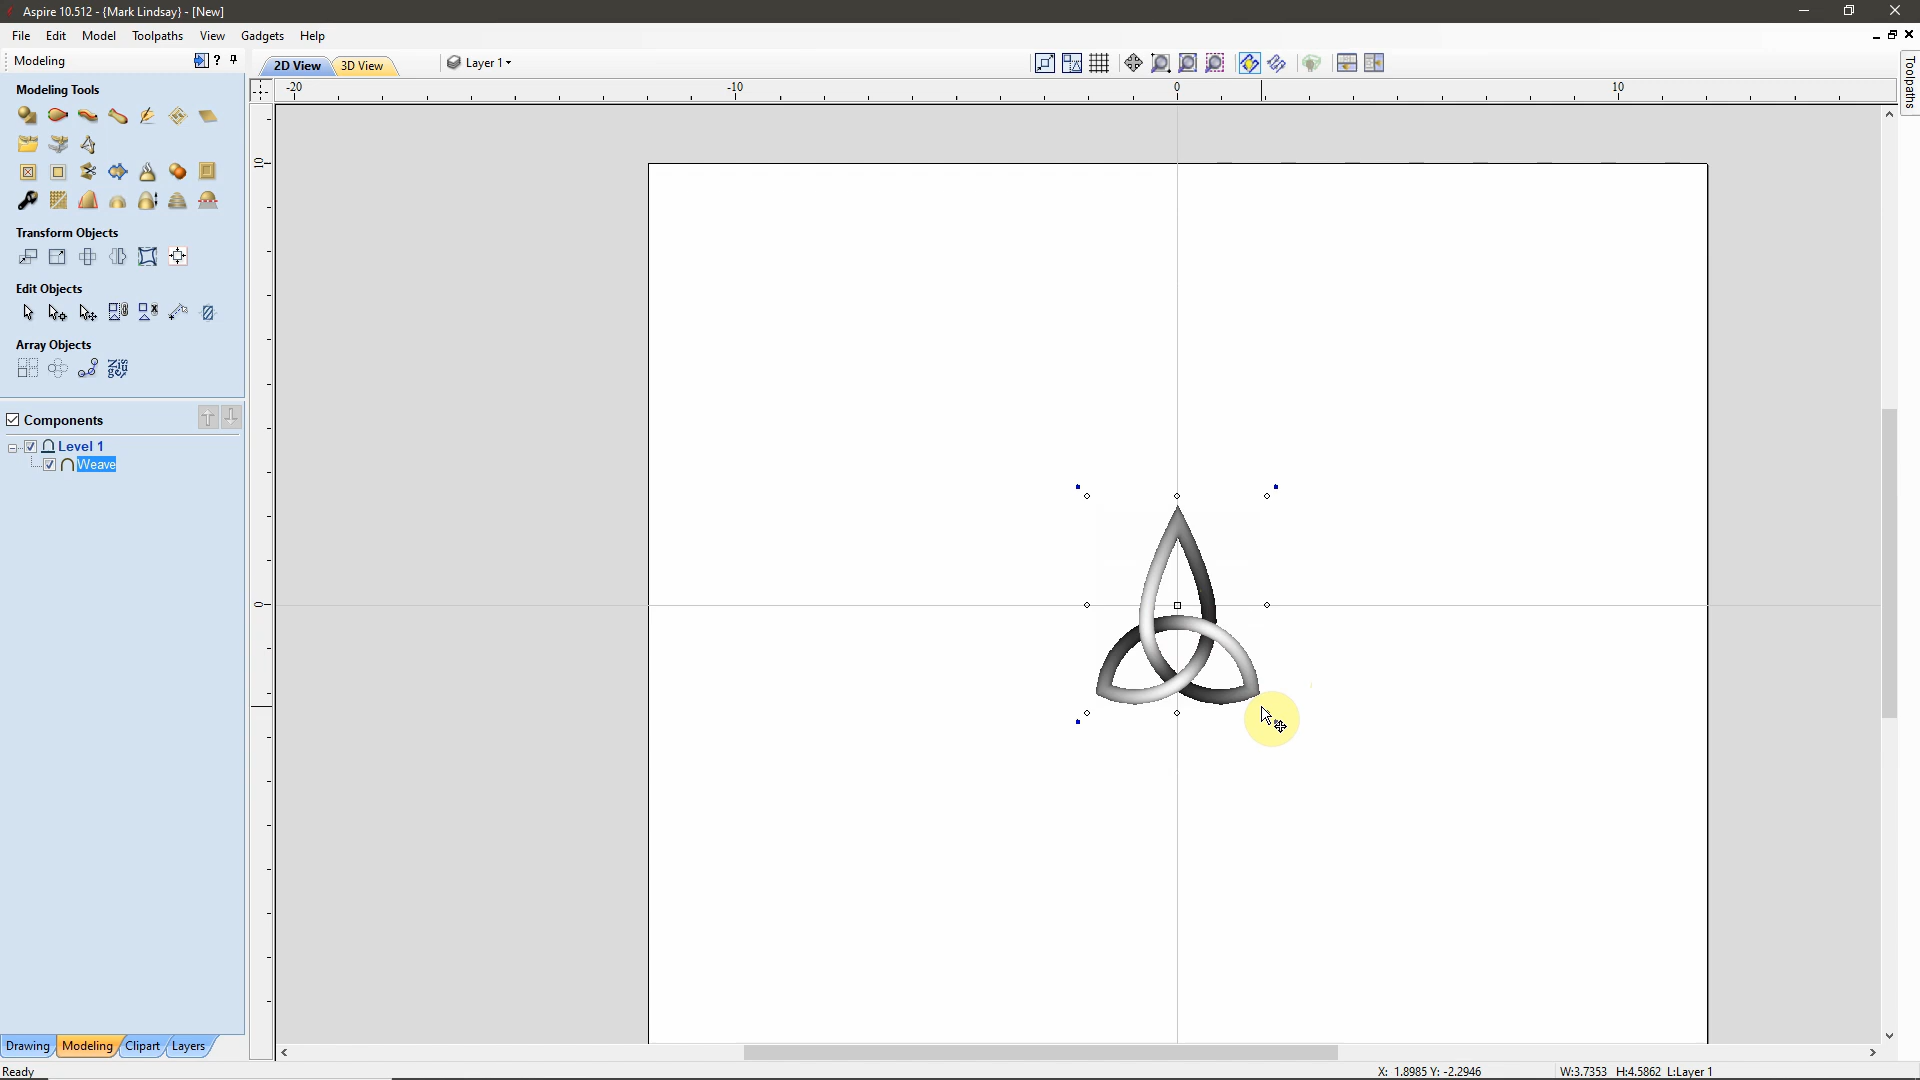 Aspire 10.512 - {Mark Lindsay} - [New]
File Edit Model Toolpaths View Gadgets Help
Modeling ?
2D View 3D View Layer 1
Toolpaths
-20 -10 0 10
Modeling Tools
10
Transform Objects
Edit Objects
Array Objects
Components
Level 1
Weave
0
Drawing Modeling Clipart Layers
Ready X: 1.8985 Y: -2.2946 W:3.7353 H:4.5862 L:Layer 1